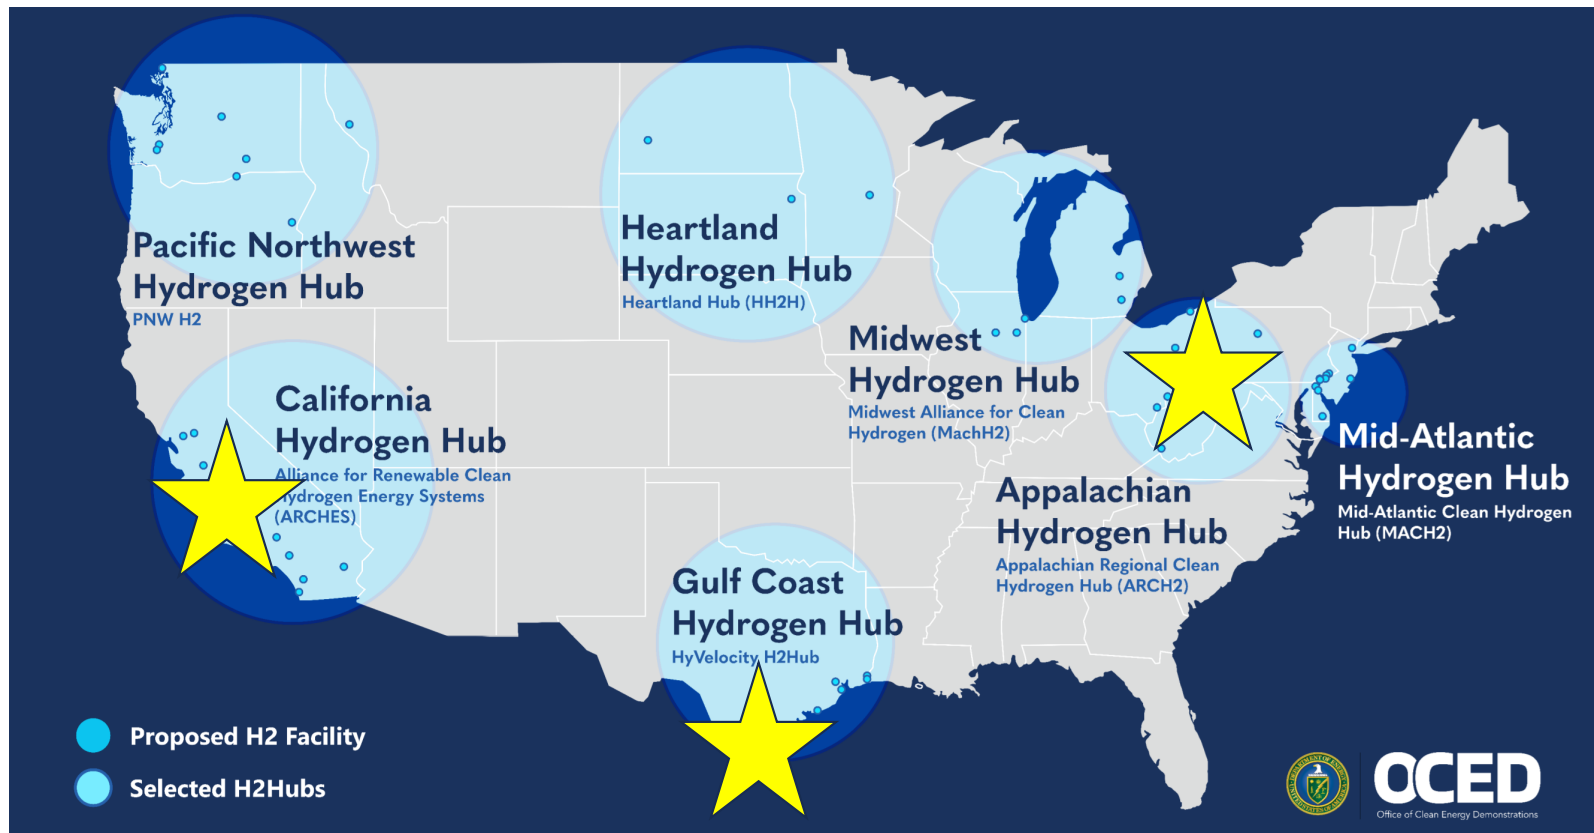 Pacific Northwest
Hydrogen Hub
PNW H2
Heartland
Hydrogen Hub
Heartland Hub (HH2H)
Midwest
Hydrogen Hub
Midwest Alliance for Clean
Hydrogen (MachH2)
California
Hydrogen Hub
Alliance for Renewable Clean
Hydrogen Energy Systems
(ARCHES)
Mid-Atlantic
Hydrogen Hub
Mid-Atlantic Clean Hydrogen
Hub (MACH2)
Appalachian
Hydrogen Hub
Appalachian Regional Clean
Hydrogen Hub (ARCH2)
Gulf Coast
Hydrogen Hub
HyVelocity H2Hub
Proposed H2 Facility
Selected H2Hubs
OCED
Office of Clean Energy Demonstrations